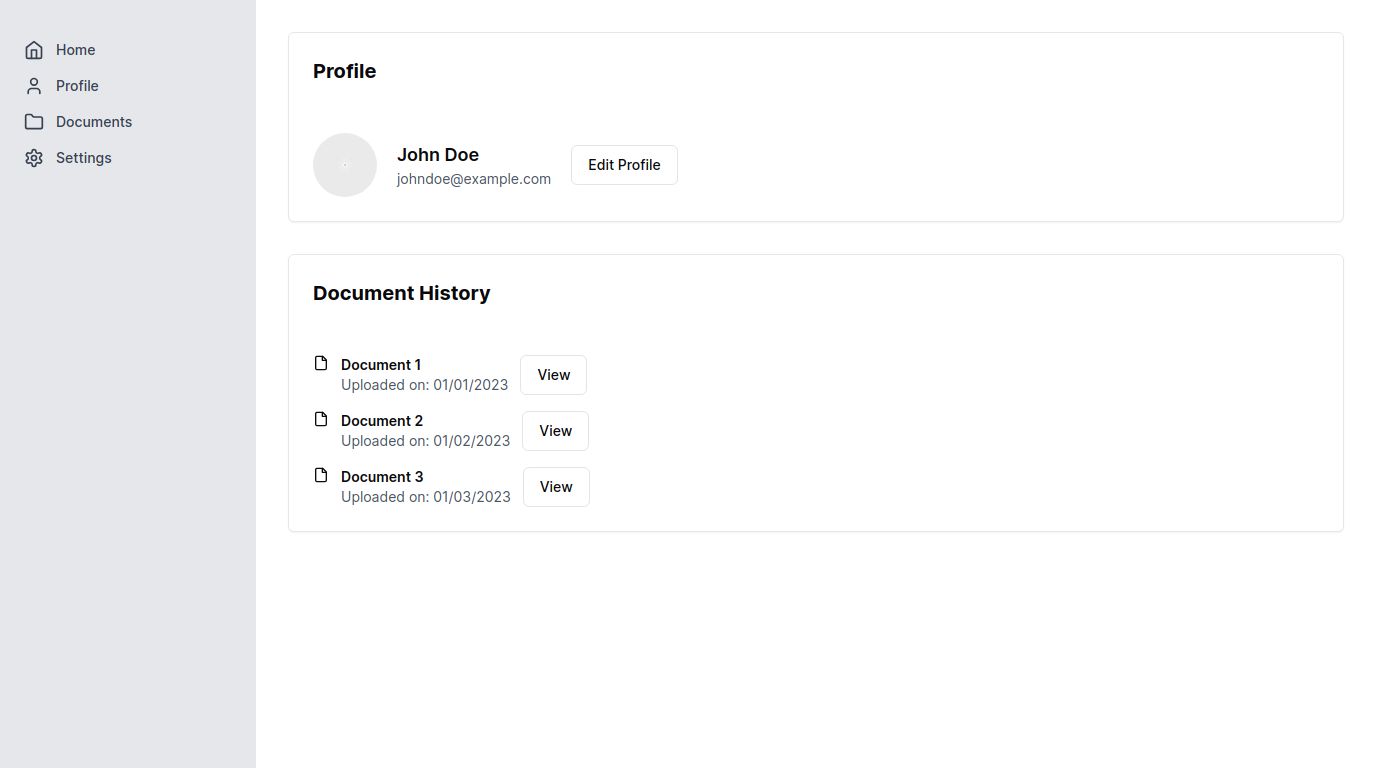 Home
Profile
Documents
Settings
Profile
John Doe
johndoe@example.com
Edit Profile
Document History
Document 1
Uploaded on: 01/01/2023
View
Document 2
Uploaded on: 01/02/2023
View
Document 3
Uploaded on: 01/03/2023
View